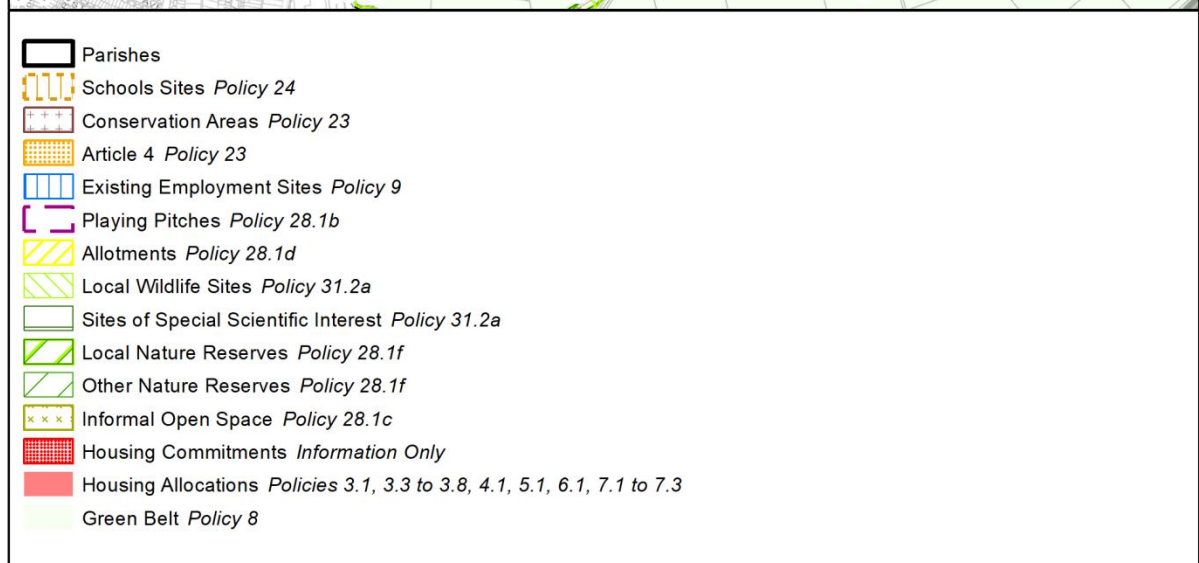 Parishes
Schools Sites Policy 24
Conservation Areas Policy 23
Article 4 Policy 23
Existing Employment Sites Policy 9
Playing Pitches Policy 28.1b
Allotments Policy 28.1d
Local Wildlife Sites Policy 31.2a
Sites of Special Scientific Interest Policy 31.2a
Local Nature Reserves Policy 28.1f
Other Nature Reserves Policy 28.1f
Informal Open Space Policy 28.1c
Housing Commitments Information Only
Housing Allocations Policies 3.1, 3.3 to 3.8, 4.1, 5.1, 6.1, 7.1 to 7.3
Green Belt Policy 8